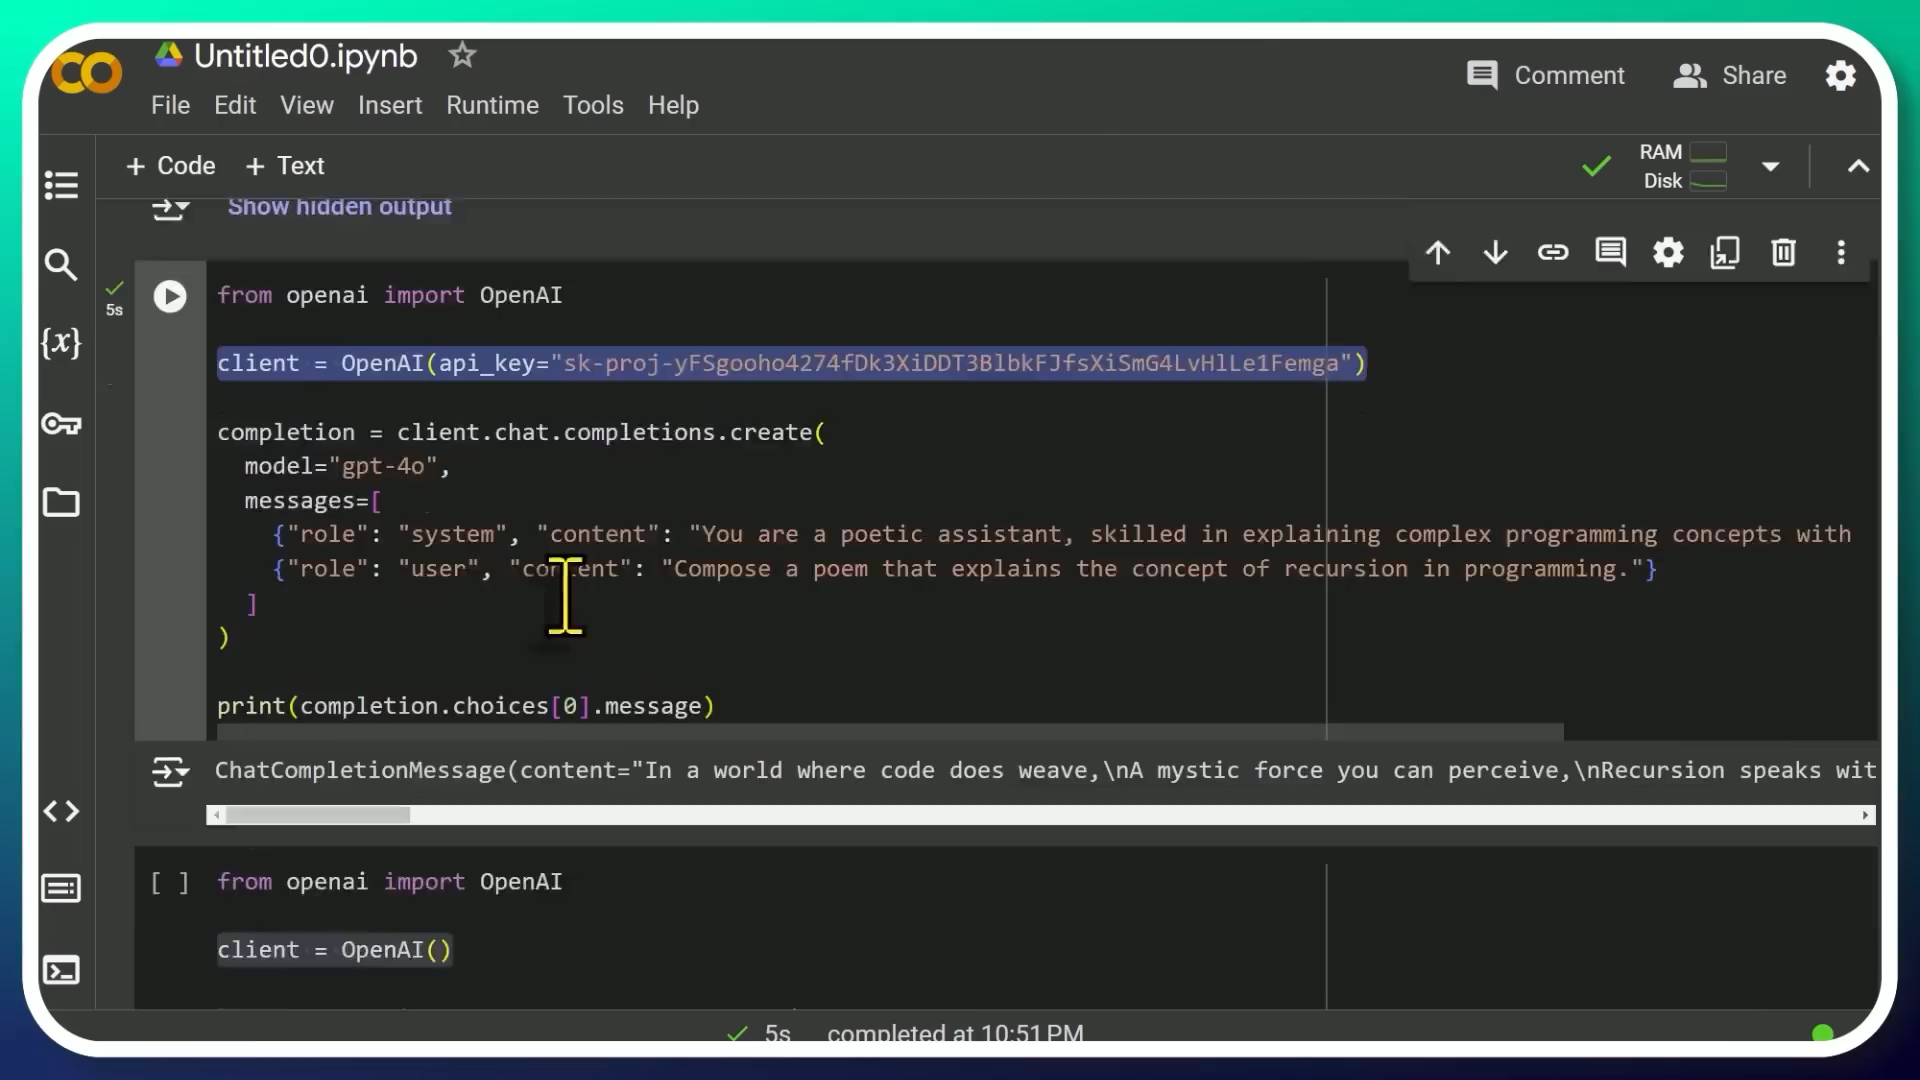 Untitled0.ipynb
Comment Share
File Edit View Insert Runtime Tools Help
+ Code + Text
RAM
Disk
Show hidden output
5s
from openai import OpenAI
client = OpenAI(api_key="sk-proj-yFSgooho4274fDk3XiDDT3BlbkFJfsXiSmG4LvHlLe1Femga")
completion = client.chat.completions.create(
model="gpt-4o",
messages=[
{"role": "system", "content": "You are a poetic assistant, skilled in explaining complex programming concepts with
{"role": "user", "content": "Compose a poem that explains the concept of recursion in programming."}
]
)
print(completion.choices[0].message)
ChatCompletionMessage(content="In a world where code does weave,\nA mystic force you can perceive,\nRecursion speaks wit
[ ] from openai import OpenAI
client = OpenAI()
5s completed at 10:51 PM